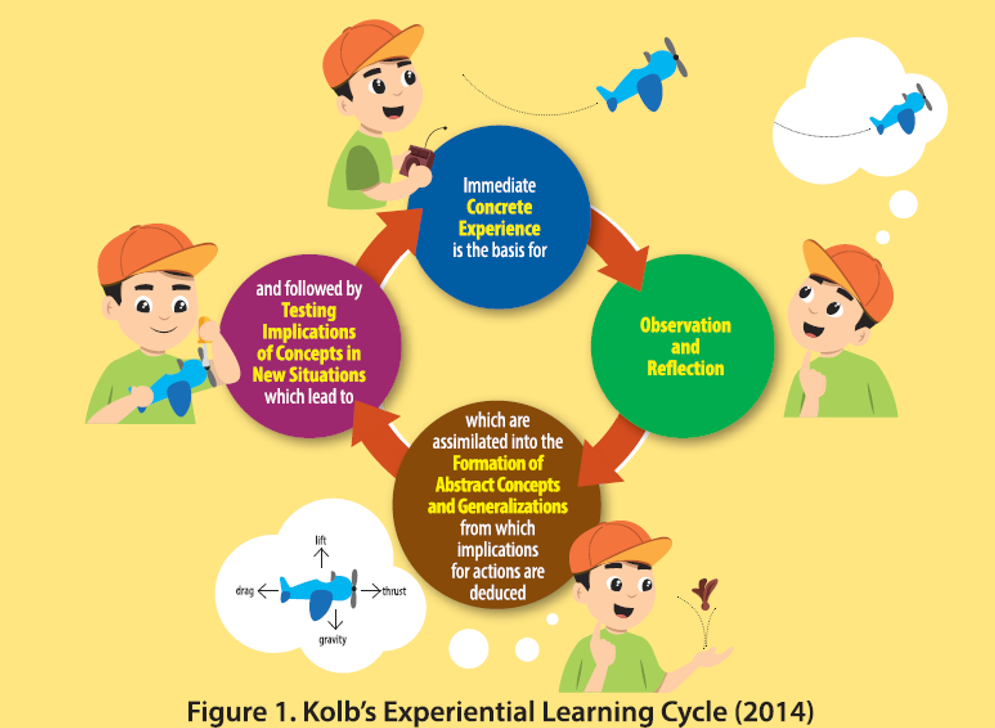 Immediate
Concrete
Experience
is the basis for
Observation
and
Reflection
which are
assimilated into the
Formation of
Abstract Concepts
and Generalizations
from which
implications
for actions are
deduced
and followed by
Testing
Implications
of Concepts in
New Situations
which lead to
lift
drag
thrust
gravity
Figure 1. Kolb's Experiential Learning Cycle (2014)